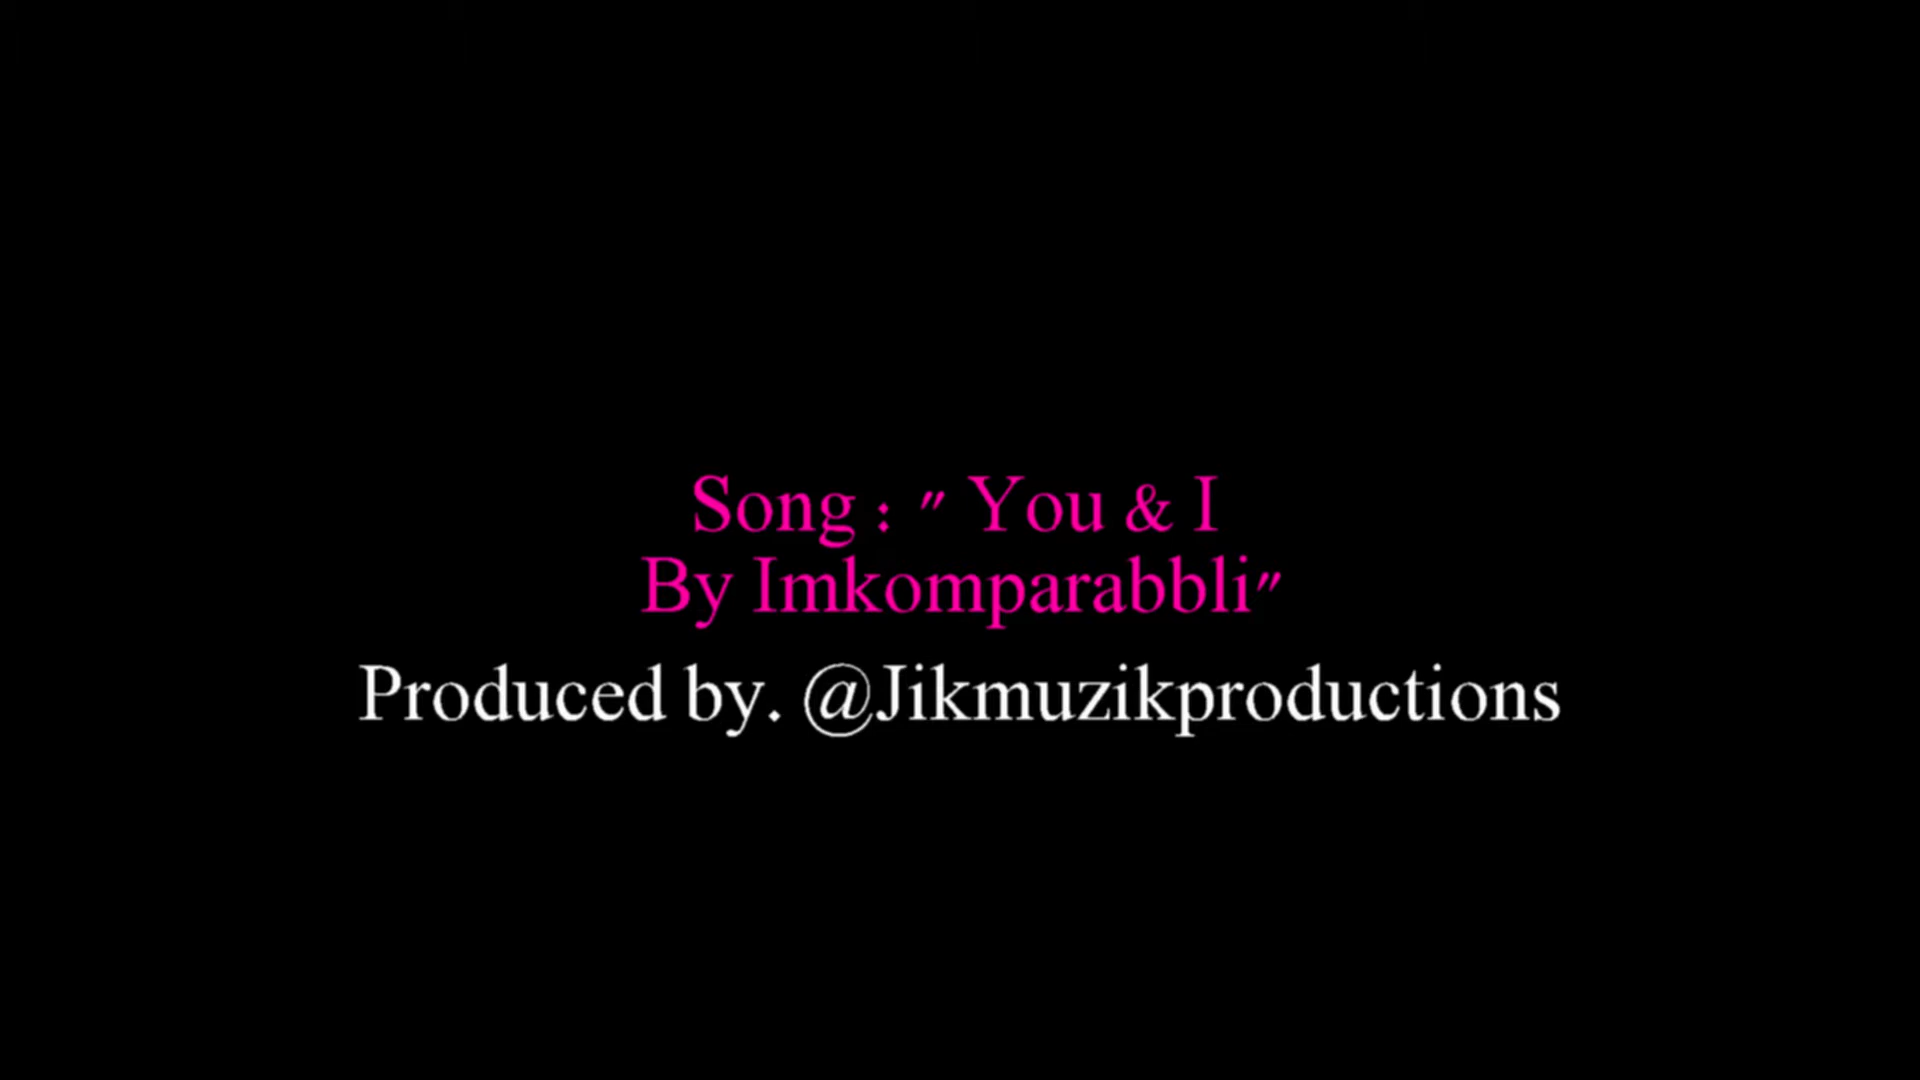 Song : " You & I
By Imkomparabbli"
Produced by. @Jikmuzikproductions